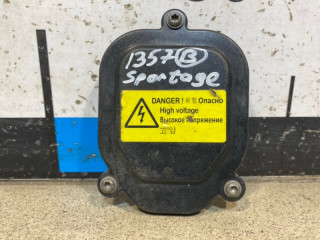 1357 B
Sportage
DANGER! Опасно
High voltage
Высокое напряжение